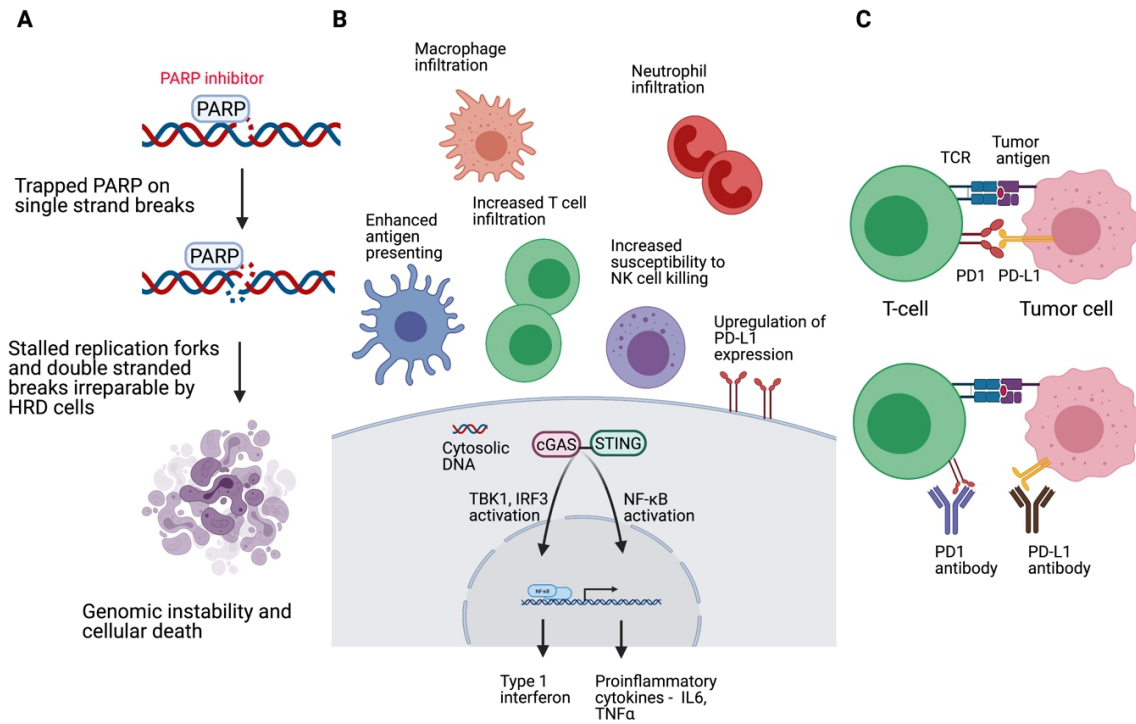 A
PARP inhibitor
PARP
Trapped PARP on
single strand breaks
PARP
Stalled replication forks
and double stranded
breaks irreparable by
HRD cells
Genomic instability and
cellular death
B
Macrophage
infiltration
Neutrophil
infiltration
Enhanced
antigen
presenting
Increased T cell
infiltration
Increased
susceptibility to
NK cell killing
Upregulation of
PD-L1
expression
Cytosolic
DNA
cGAS
STING
TBK1, IRF3
activation
NF-κB
activation
NF-κB
Type 1
interferon
Proinflammatory
cytokines - IL6,
TNFα
C
TCR
Tumor
antigen
PD1
PD-L1
T-cell
Tumor cell
PD1
antibody
PD-L1
antibody